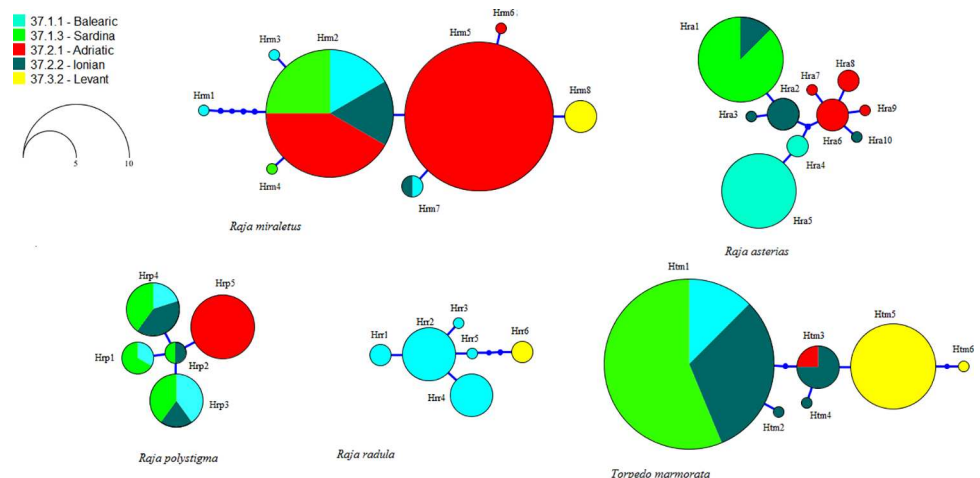 37.1.1 - Balearic
37.1.3 - Sardina
37.2.1 - Adriatic
37.2.2 - Ionian
37.3.2 - Levant
5
10
Hrm1
Hrm3
Hrm2
Hrm4
Hrm5
Hrm6
Hrm7
Hrm8
Raja miraletus
Hra1
Hra2
Hra3
Hra7
Hra8
Hra9
Hra6
Hra10
Hra4
Hra5
Raja asterias
Hrp4
Hrp5
Hrp1
Hrp2
Hrp3
Raja polystigma
Hrr1
Hrr2
Hrr3
Hrr5
Hrr6
Hrr4
Raja radula
Htm1
Htm3
Htm5
Htm6
Htm2
Htm4
Torpedo marmorata